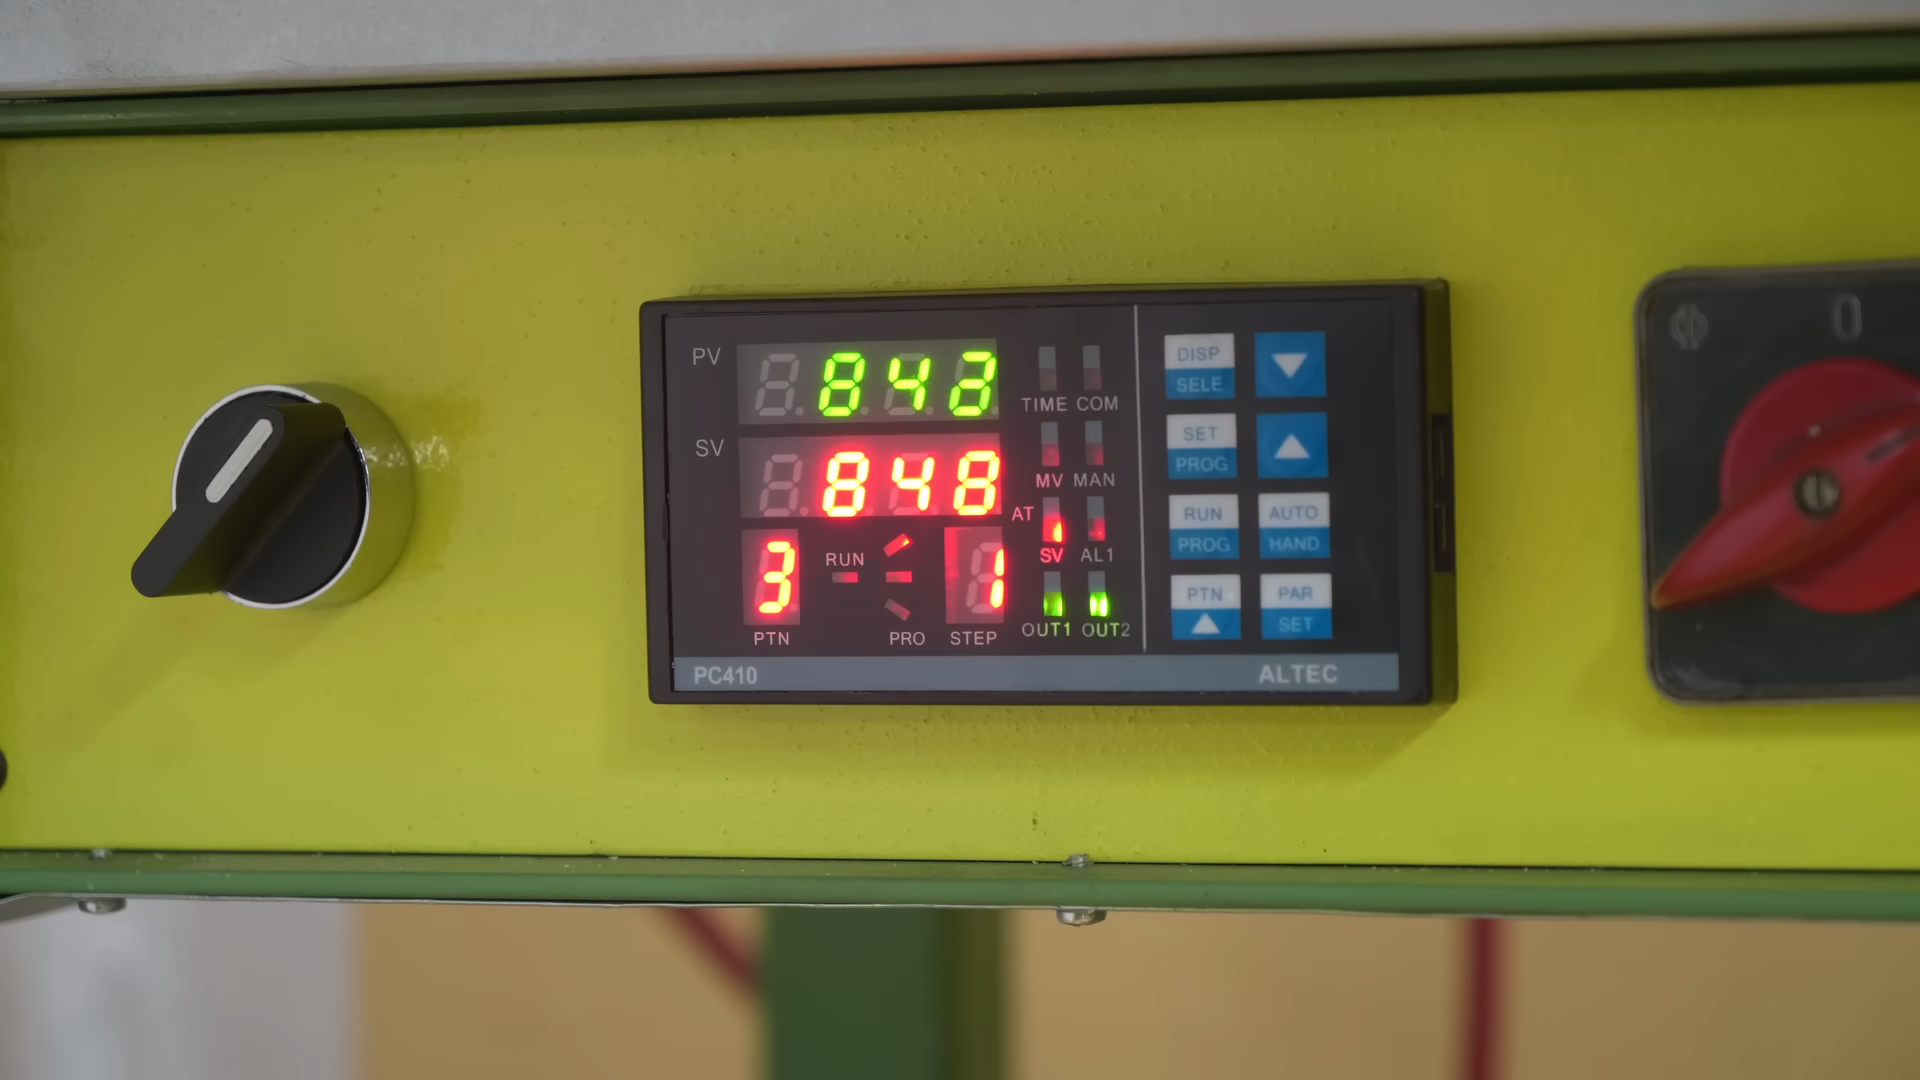 PV
843
TIME COM
SV
848
MV MAN
AT
SV AL1
3
RUN
1
PTN
PRO
STEP
OUT1 OUT2
DISP
SELE
SET
PROG
RUN
PROG
AUTO
HAND
PTN
PAR
SET
PC410
ALTEC
0